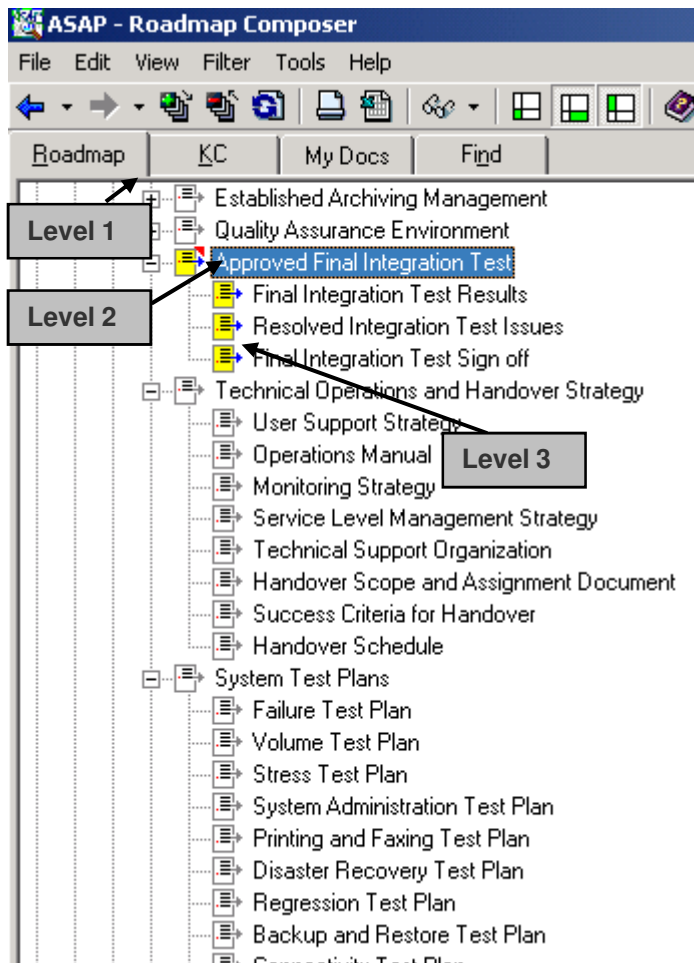 ASAP - Roadmap Composer
File Edit View Filter Tools Help
Roadmap KC My Docs Find
Established Archiving Management
Level 1
Quality Assurance Environment
Approved Final Integration Test
Final Integration Test Results
Level 2
Resolved Integration Test Issues
Final Integration Test Sign off
Technical Operations and Handover Strategy
User Support Strategy
Operations Manual
Level 3
Monitoring Strategy
Service Level Management Strategy
Technical Support Organization
Handover Scope and Assignment Document
Success Criteria for Handover
Handover Schedule
System Test Plans
Failure Test Plan
Volume Test Plan
Stress Test Plan
System Administration Test Plan
Printing and Faxing Test Plan
Disaster Recovery Test Plan
Regression Test Plan
Backup and Restore Test Plan
Connectivity Test Plan